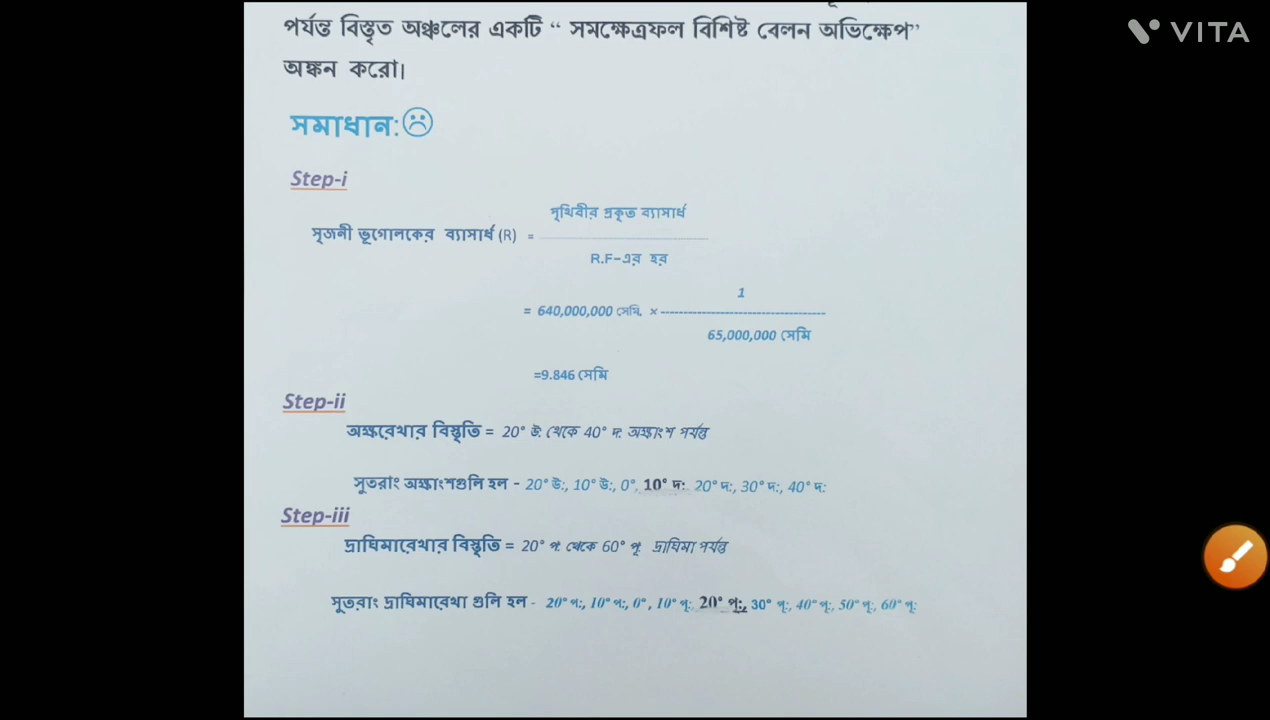 পর্যন্ত বিস্তৃত অঞ্চলের একটি “ সমক্ষেত্রফল বিশিষ্ট বেলন অভিক্ষেপ”
VITA
অঙ্কন করো।
সমাধান:☹
Step-i
পৃথিবীর প্রকৃত ব্যাসার্ধ
সৃজনী ভূগোলকের ব্যাসার্ধ (R) =
R.F-এর হর
1
= 640,000,000 সেমি. ×
65,000,000 সেমি
=9.846 সেমি
Step-ii
অক্ষরেখার বিস্তৃতি = 20° উ: থেকে 40° দ: অক্ষাংশ পর্যন্ত
সুতরাং অক্ষাংশগুলি হল - 20° উ:, 10° উ:, 0°, 10° দ: 20° দ:, 30° দ:, 40° দ:
Step-iii
দ্রাঘিমারেখার বিস্তৃতি = 20° প: থেকে 60° পূ: দ্রাঘিমা পর্যন্ত
সুতরাং দ্রাঘিমারেখা গুলি হল - 20° প:, 10° প:, 0°, 10° পূ:, 20° পূ:, 30° পূ:, 40° পূ:, 50° পূ:, 60° পূ: